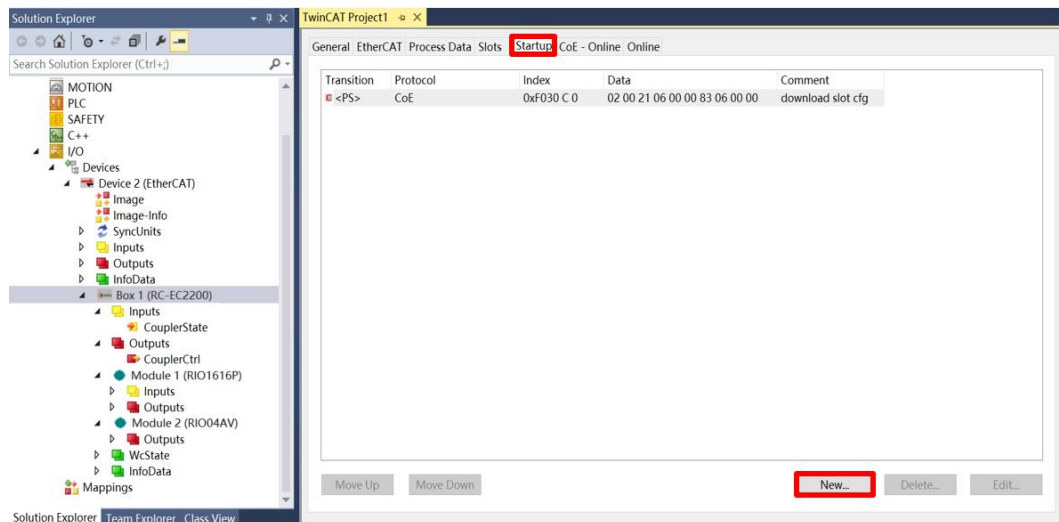 Solution Explorer
Search Solution Explorer (Ctrl+;)
MOTION
PLC
SAFETY
C++
I/O
Devices
Device 2 (EtherCAT)
Image
Image-Info
SyncUnits
Inputs
Outputs
InfoData
Box 1 (RC-EC2200)
Inputs
CouplerState
Outputs
CouplerCtrl
Module 1 (RIO1616P)
Inputs
Outputs
Module 2 (RIO04AV)
Outputs
WcState
InfoData
Mappings
Solution Explorer Team Explorer Class View
TwinCAT Project1
General EtherCAT Process Data Slots Startup CoE - Online Online
Transition Protocol Index Data Comment
<PS> CoE 0xF030 C 0 02 00 21 06 00 00 83 06 00 00 download slot cfg
Move Up Move Down New... Delete... Edit...